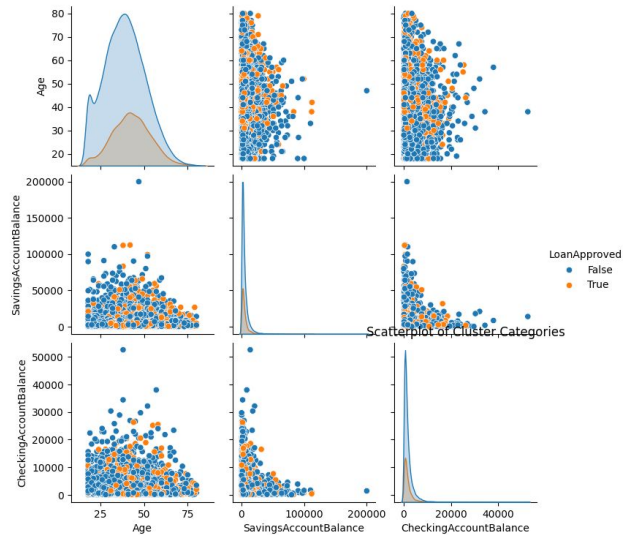 80
70
60
50
40
30
20
Age
200000
150000
100000
50000
0
SavingsAccountBalance
LoanApproved
False
True
Scatterplot of Cluster Categories
50000
40000
30000
20000
10000
0
CheckingAccountBalance
25 50 75
Age
0 100000 200000
SavingsAccountBalance
0 20000 40000
CheckingAccountBalance